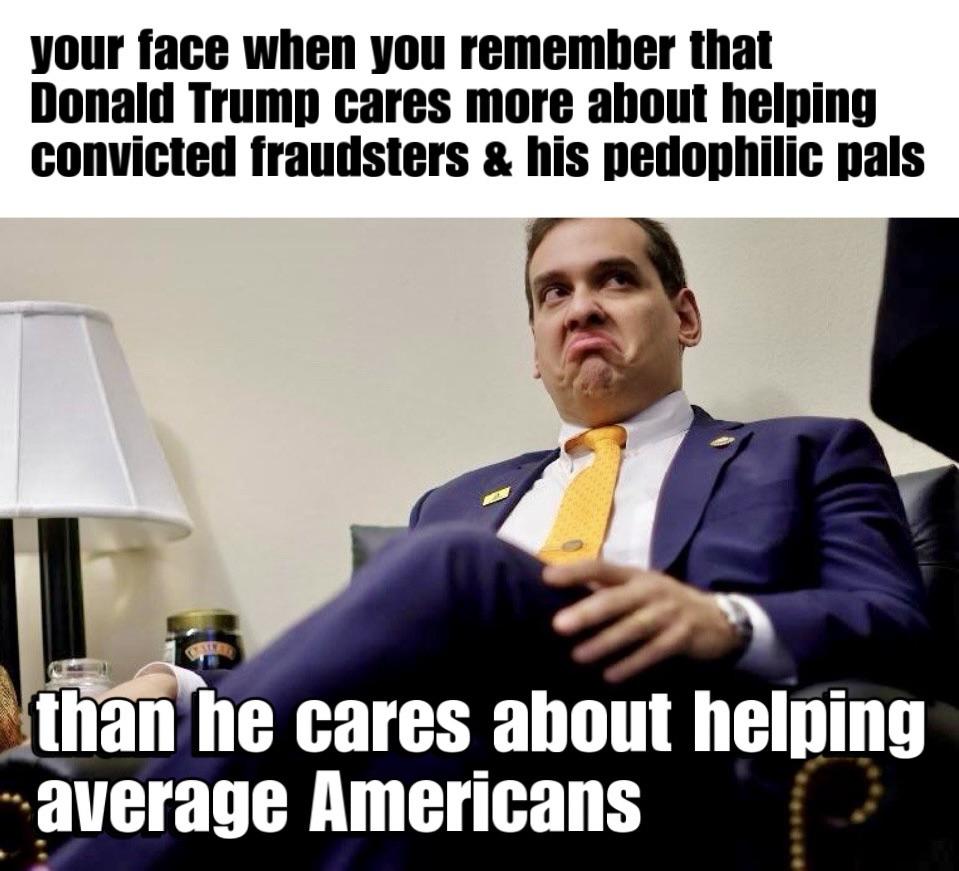 your face when you remember that
Donald Trump cares more about helping
convicted fraudsters & his pedophilic pals
than he cares about helping
average Americans